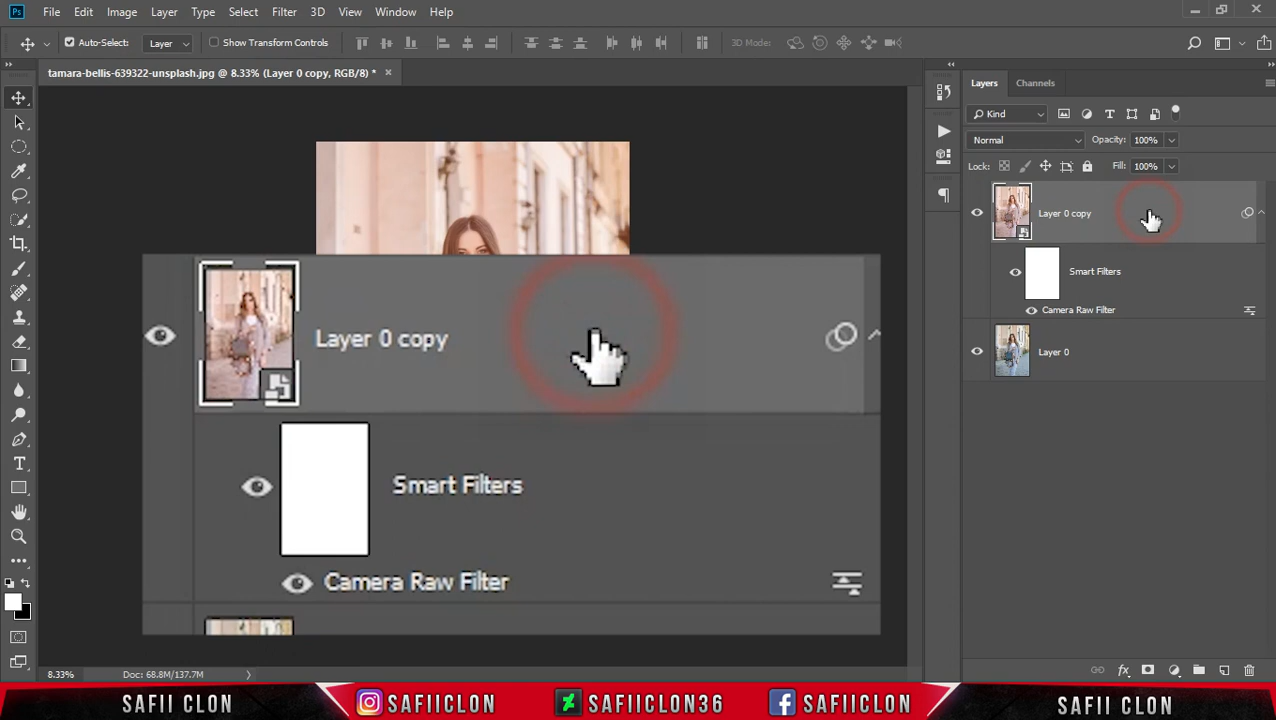 Ps File Edit Image Layer Type Select Filter 3D View Window Help
Auto-Select: Layer Show Transform Controls 3D Mode:
tamara-bellis-639322-unsplash.jpg @ 8.33% (Layer 0 copy, RGB/8) *
Layers Channels
Kind
Normal Opacity: 100%
Lock: Fill: 100%
Layer 0 copy
Smart Filters
Camera Raw Filter
Layer 0
Layer 0 copy
Smart Filters
Camera Raw Filter
8.33% Doc: 68.8M/137.7M
SAFII CLON SAFIICLON SAFIICLON36 SAFIICLON SAFII CLON